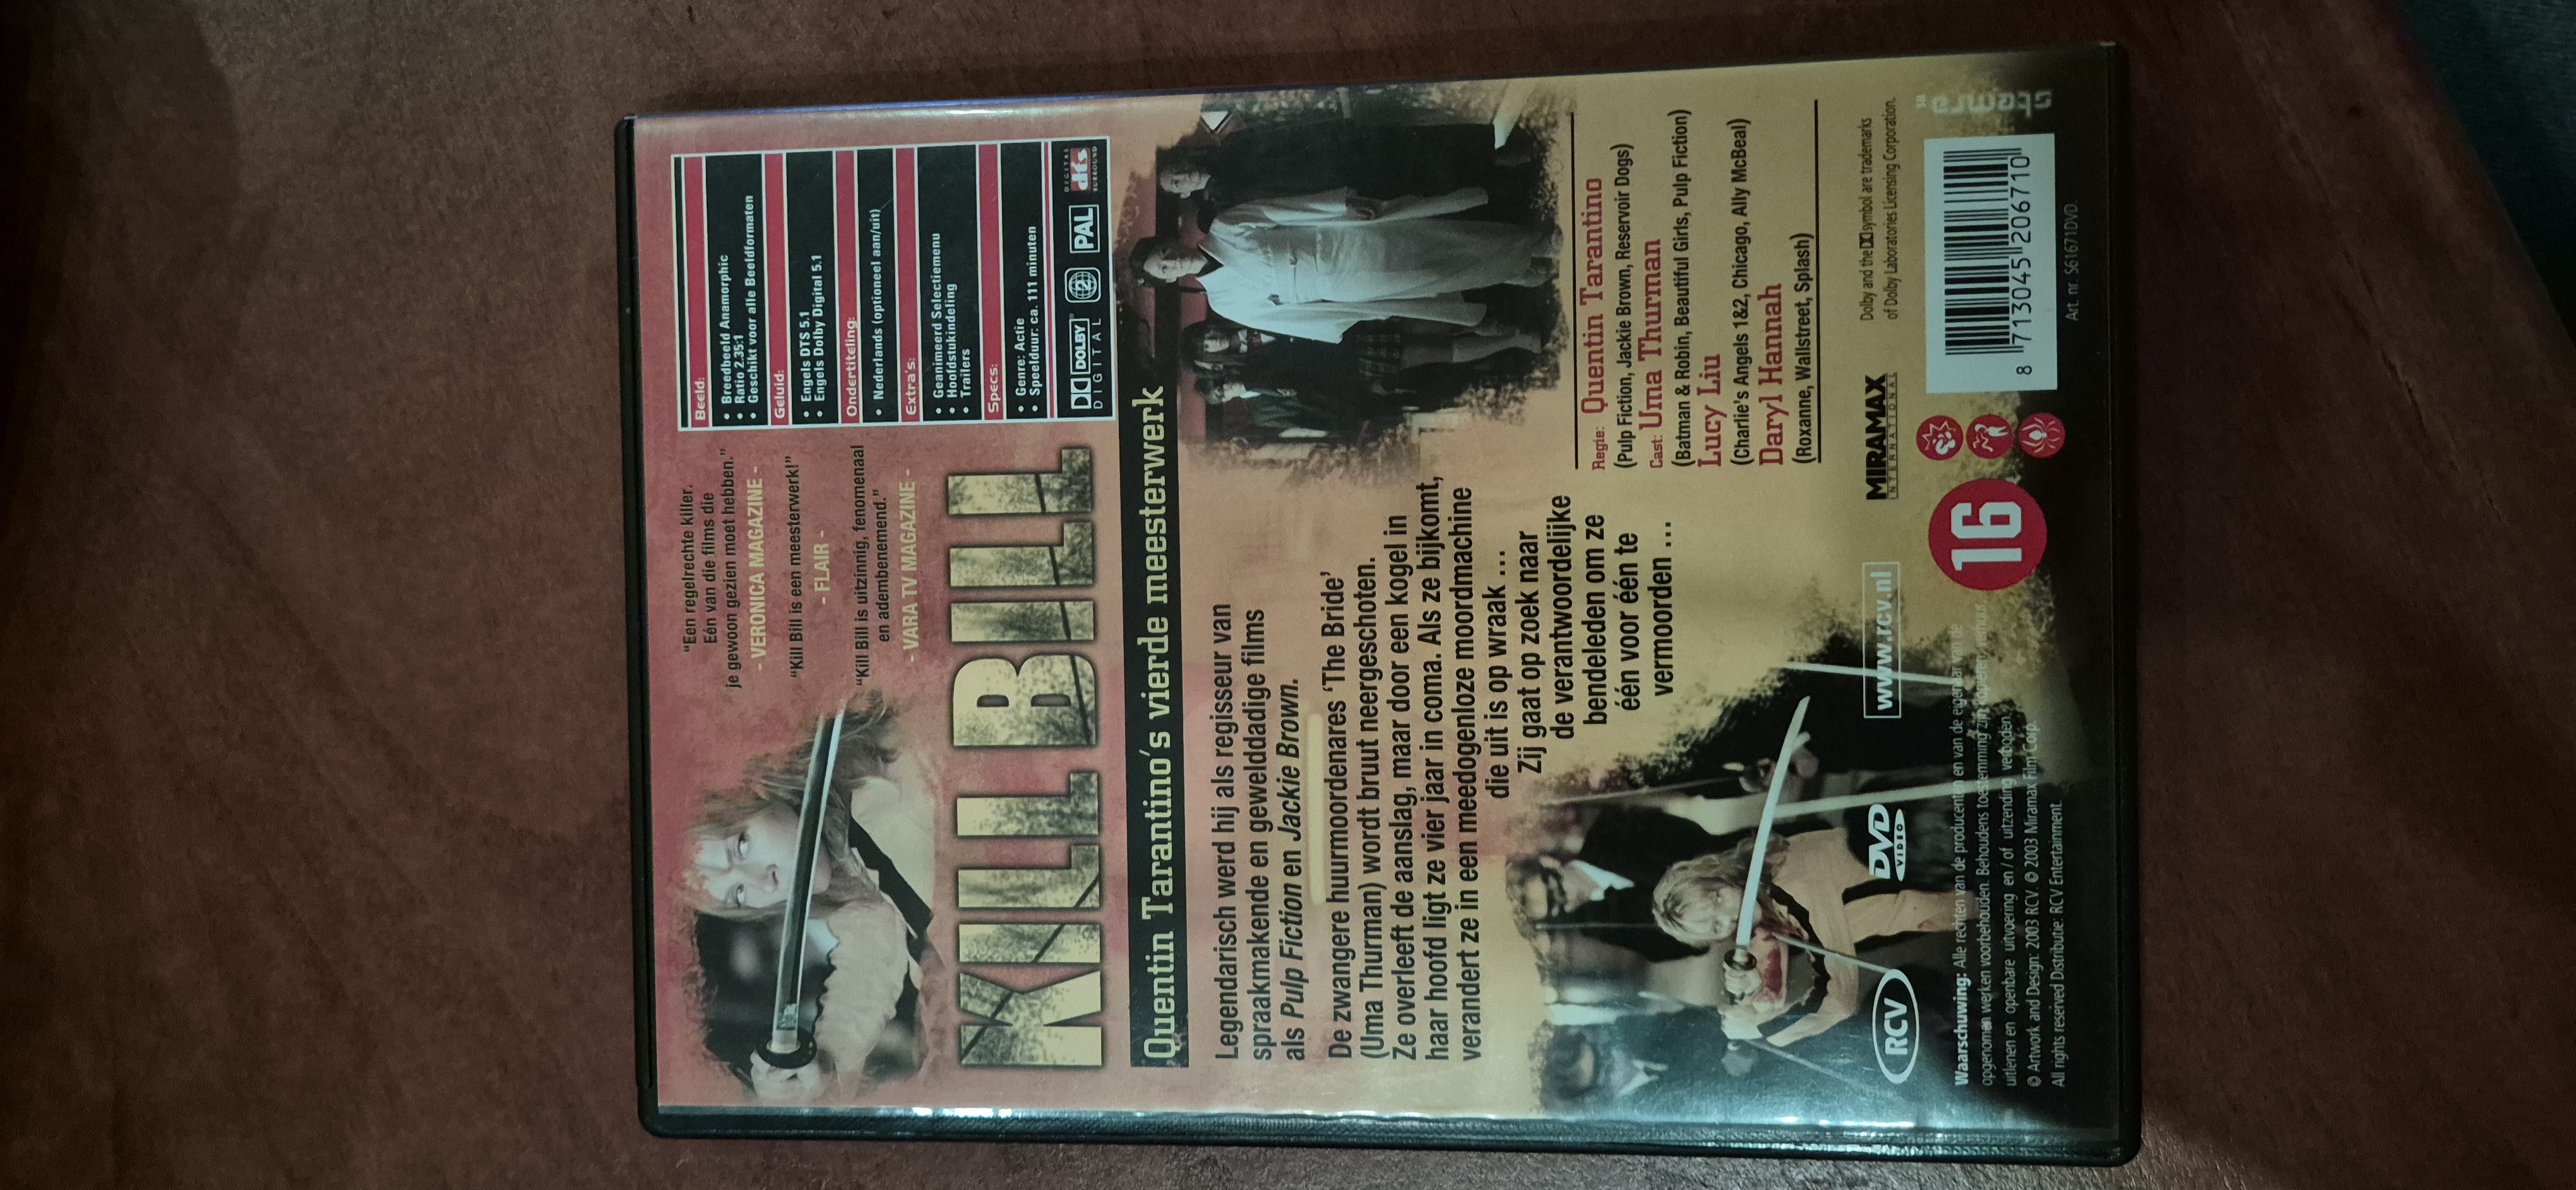 "Een regelrechte killer.
Eén van die films die
je gewoon gezien moet hebben."
- VERONICA MAGAZINE -
"Kill Bill is een meesterwerk!"
- FLAIR -
"Kill Bill is uitzinnig, fenomenaal
en adembenemend."
- VARA TV MAGAZINE -
Beeld:
• Breedbeeld Anamorphic
• Ratio 2.35:1
• Geschikt voor alle Beeldformaten
Geluid:
• Engels DTS 5.1
• Engels Dolby Digital 5.1
Ondertiteling:
• Nederlands (optioneel aan/uit)
Extra's:
• Geanimeerd Selectiemenu
• Hoofdstukindeling
• Trailers
Specs:
• Genre: Actie
• Speelduur: ca. 111 minuten
DOLBY
DIGITAL
2
PAL
DIGITAL
dts
SURROUND
KILL BILL
Quentin Tarantino's vierde meesterwerk
Legendarisch werd hij als regisseur van
spraakmakende en gewelddadige films
als Pulp Fiction en Jackie Brown.
De zwangere huurmoordenares 'The Bride'
(Uma Thurman) wordt bruut neergeschoten.
Ze overleeft de aanslag, maar door een kogel in
haar hoofd ligt ze vier jaar in coma. Als ze bijkomt,
verandert ze in een meedogenloze moordmachine
die uit is op wraak ...
Zij gaat op zoek naar
de verantwoordelijke
bendeleden om ze
één voor één te
vermoorden ...
Regie: Quentin Tarantino
(Pulp Fiction, Jackie Brown, Reservoir Dogs)
Cast: Uma Thurman
(Batman & Robin, Beautiful Girls, Pulp Fiction)
Lucy Liu
(Charlie's Angels 1&2, Chicago, Ally McBeal)
Daryl Hannah
(Roxanne, Wallstreet, Splash)
RCV
DVD
VIDEO
www.rcv.nl
MIRAMAX
INTERNATIONAL
Dolby and the DD symbol are trademarks
of Dolby Laboratories Licensing Corporation.
Waarschuwing: Alle rechten van de producenten en van de eigenaar van de
opgenomen werken voorbehouden. Behoudens toestemming zijn kopiëren, verhuur,
uitlenen en openbare uitvoering en / of uitzending verboden.
© Artwork and Design: 2003 RCV. © 2003 Miramax Film Corp.
All rights reserved Distributie: RCV Entertainment.
16
8 713045 206710
stemra
Art. nr. S61671DVD